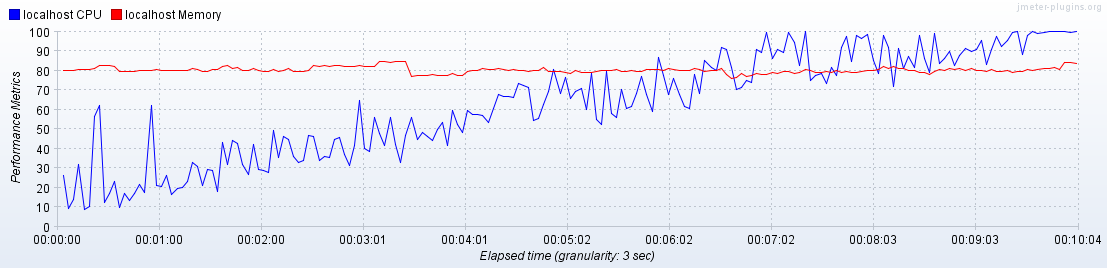 jmeter-plugins.org
localhost CPU localhost Memory
100
90
80
70
60
50
40
30
20
10
0
Performance Metrics
00:00:00 00:01:00 00:02:00 00:03:01 00:04:01 00:05:02 00:06:02 00:07:02 00:08:03 00:09:03 00:10:04
Elapsed time (granularity: 3 sec)